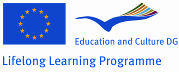 Education and Culture DG
Lifelong Learning Programme